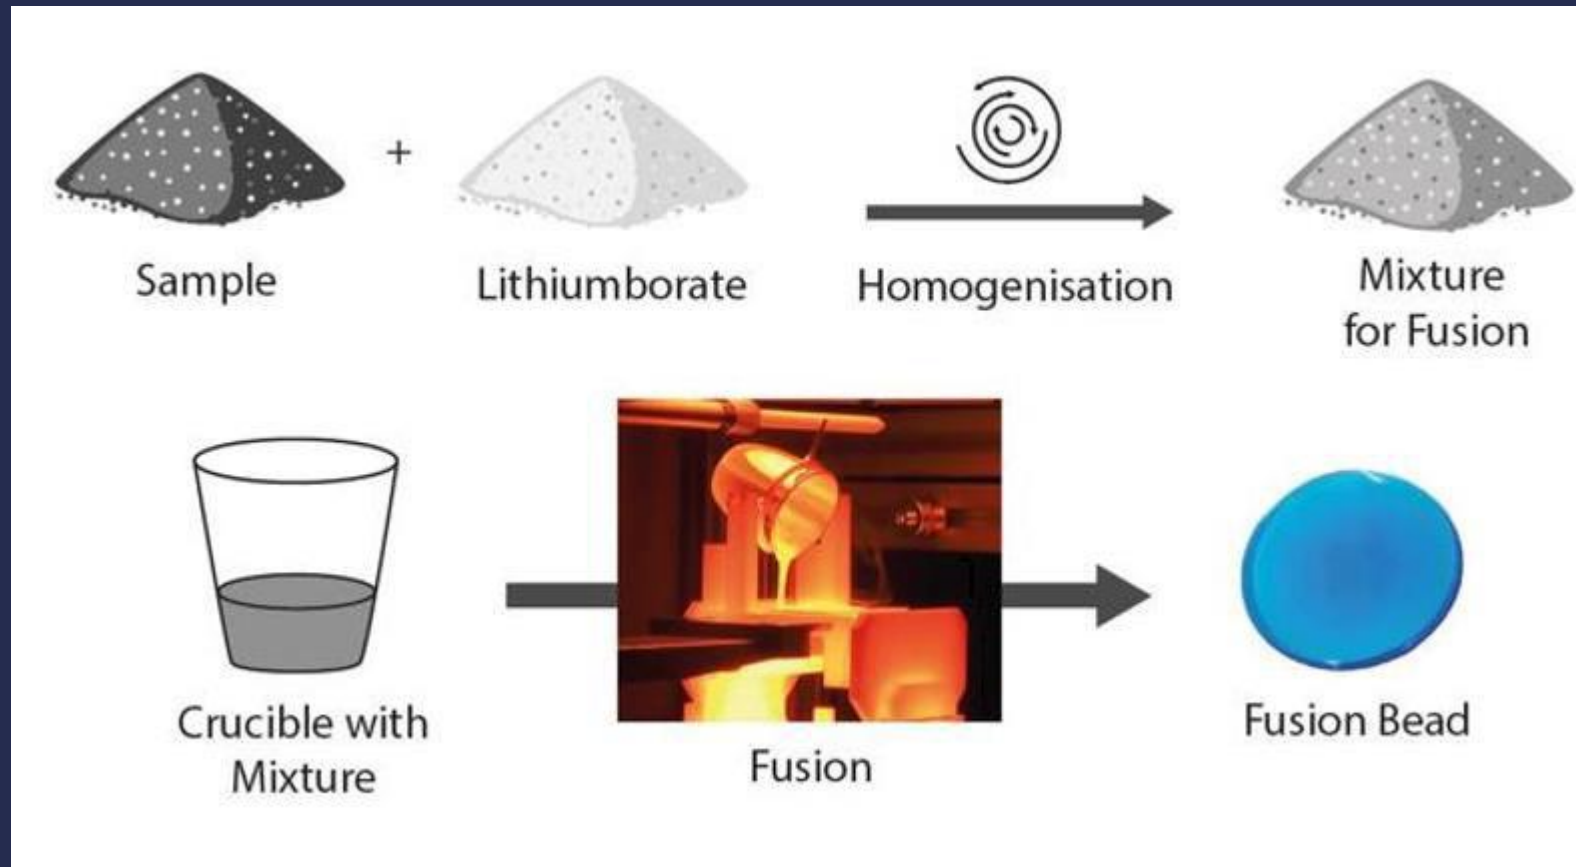 +
Sample
Lithiumborate
Homogenisation
Mixture
for Fusion
Crucible with
Mixture
Fusion
Fusion Bead